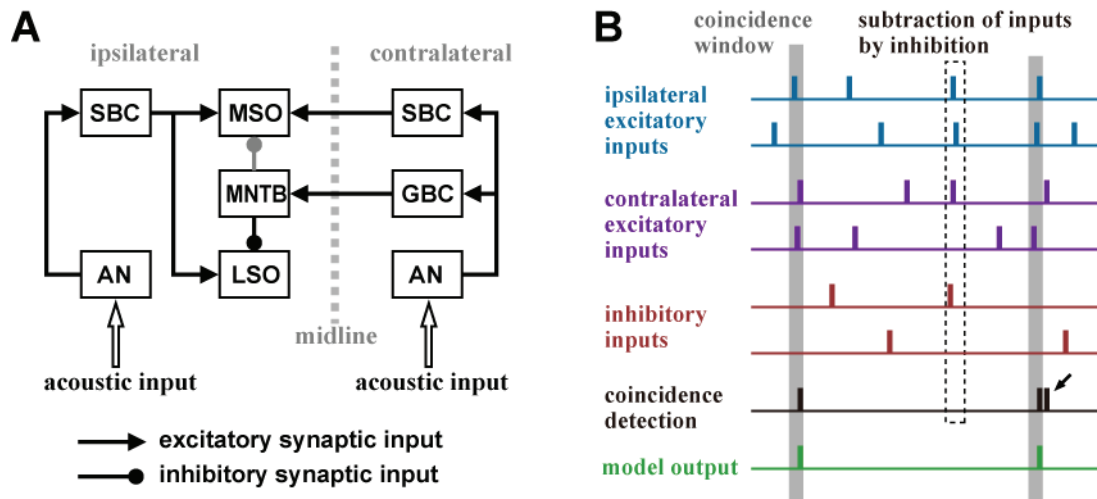 A
ipsilateral
contralateral
SBC
MSO
SBC
MNTB
GBC
AN
LSO
AN
midline
acoustic input
acoustic input
excitatory synaptic input
inhibitory synaptic input
B
coincidence
window
subtraction of inputs
by inhibition
ipsilateral
excitatory
inputs
contralateral
excitatory
inputs
inhibitory
inputs
coincidence
detection
model output